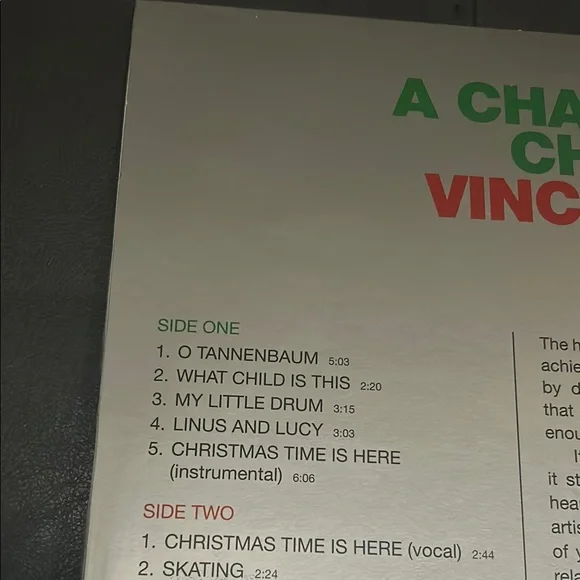 A CHA
CH
VINC
SIDE ONE
1. O TANNENBAUM 5:03
2. WHAT CHILD IS THIS 2:20
3. MY LITTLE DRUM 3:15
4. LINUS AND LUCY 3:03
5. CHRISTMAS TIME IS HERE
(instrumental) 6:06
SIDE TWO
1. CHRISTMAS TIME IS HERE (vocal) 2:44
2. SKATING 2:24
The h
achie
by d
that
enou
I
it st
hear
artis
of y
rela